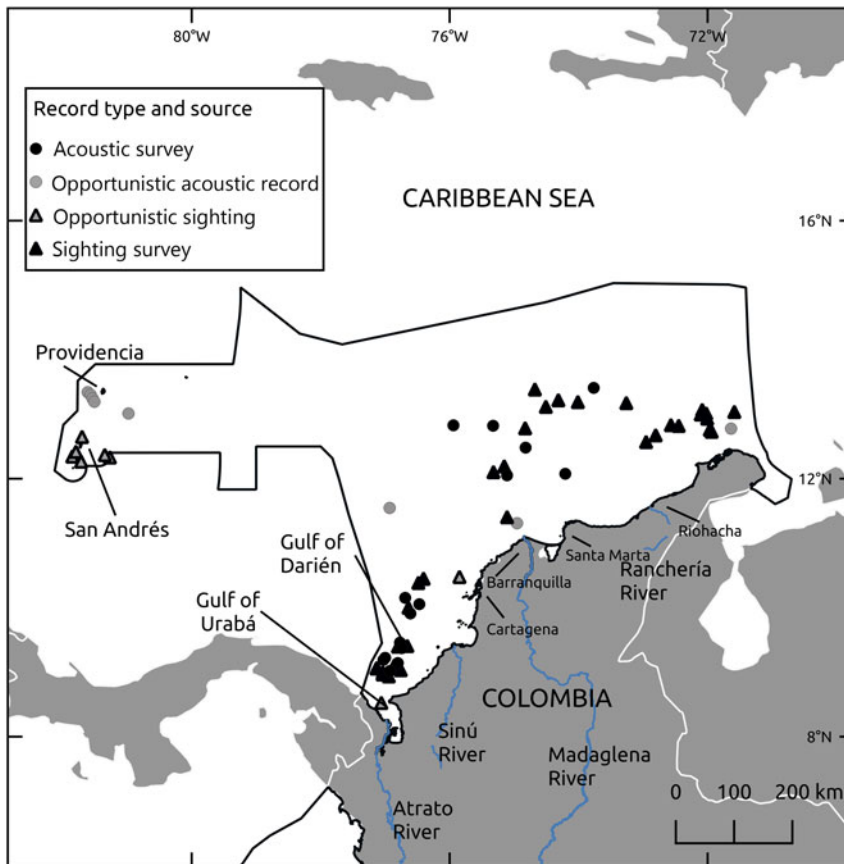 80°W 76°W 72°W
Record type and source
Acoustic survey
Opportunistic acoustic record
Opportunistic sighting
Sighting survey
CARIBBEAN SEA
16°N
Providencia
12°N
San Andrés
Gulf of
Darién
Gulf of
Urabá
Riohacha
Santa Marta
Barranquilla
Ranchería
River
Cartagena
COLOMBIA
Sinú
River
Madaglena
River
8°N
Atrato
River
0 100 200 km